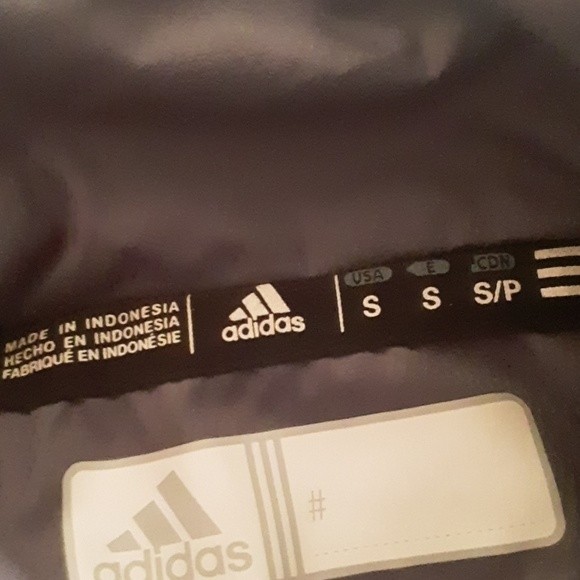 MADE IN INDONESIA
HECHO EN INDONESIA
FABRIQUÉ EN INDONÉSIE
adidas
USA E CDN
S S S/P
adidas
#